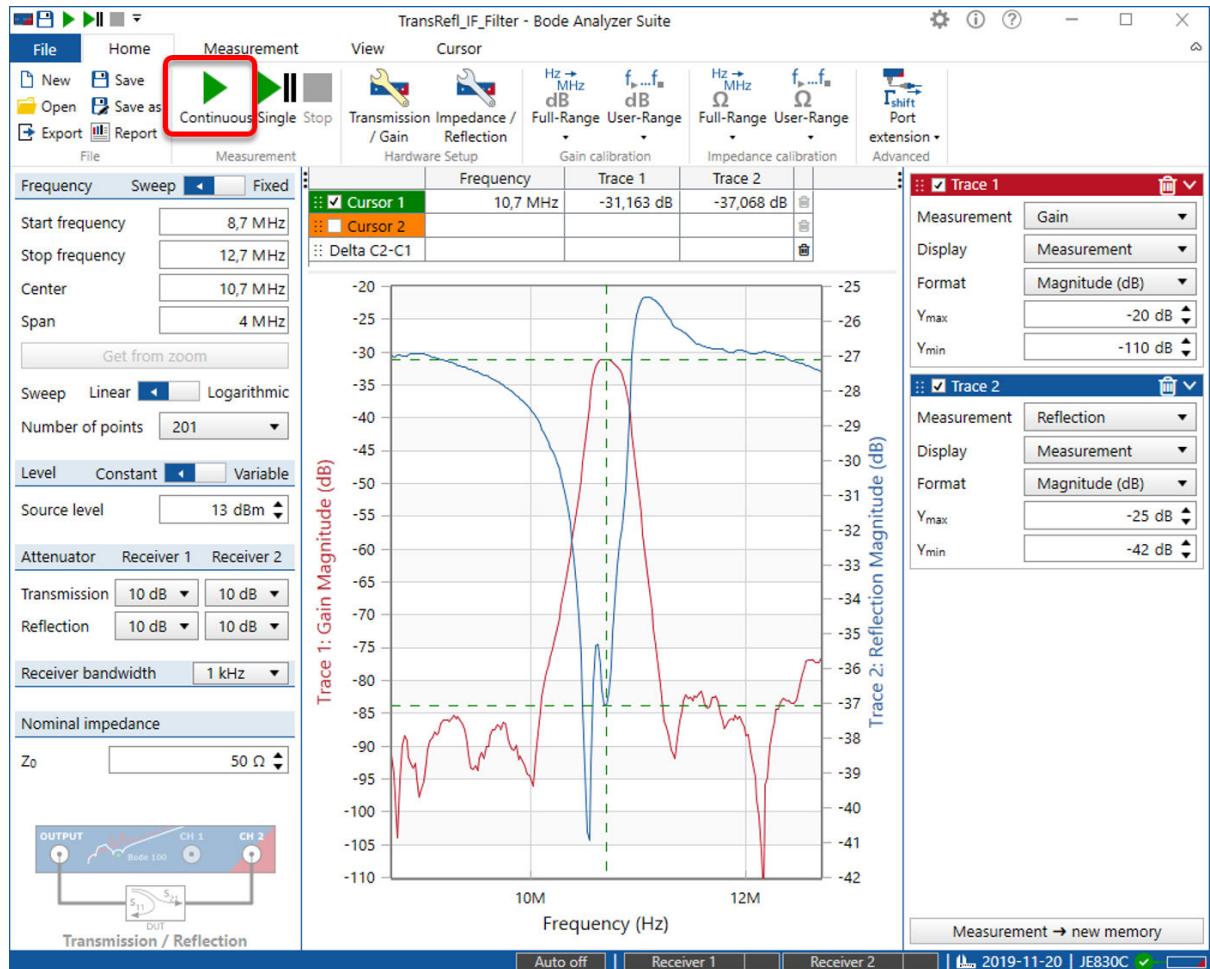 TransRefl_IF_Filter - Bode Analyzer Suite
File Home Measurement View Cursor
New Save
Open Save as
Export Report
File
Continuous Single Stop
Measurement
Transmission / Gain
Impedance / Reflection
Hardware Setup
Hz → MHz dB Full-Range
f▶...f■ dB User-Range
Gain calibration
Hz → MHz Ω Full-Range
f▶...f■ Ω User-Range
Impedance calibration
Γshift Port extension
Advanced
Frequency Sweep Fixed
Start frequency 8,7 MHz
Stop frequency 12,7 MHz
Center 10,7 MHz
Span 4 MHz
Get from zoom
Sweep Linear Logarithmic
Number of points 201
Level Constant Variable
Source level 13 dBm
Attenuator Receiver 1 Receiver 2
Transmission 10 dB 10 dB
Reflection 10 dB 10 dB
Receiver bandwidth 1 kHz
Nominal impedance
Z0 50 Ω
OUTPUT CH 1 CH 2
Bode 100
S11 S21
DUT
Transmission / Reflection
Frequency Trace 1 Trace 2
Cursor 1 10,7 MHz -31,163 dB -37,068 dB
Cursor 2
Delta C2-C1
Trace 1: Gain Magnitude (dB)
-20
-25
-30
-35
-40
-45
-50
-55
-60
-65
-70
-75
-80
-85
-90
-95
-100
-105
-110
-25
-26
-27
-28
-29
-30
-31
-32
-33
-34
-35
-36
-37
-38
-39
-40
-41
-42
Trace 2: Reflection Magnitude (dB)
10M 12M
Frequency (Hz)
Trace 1
Measurement Gain
Display Measurement
Format Magnitude (dB)
Ymax -20 dB
Ymin -110 dB
Trace 2
Measurement Reflection
Display Measurement
Format Magnitude (dB)
Ymax -25 dB
Ymin -42 dB
Measurement → new memory
Auto off Receiver 1 Receiver 2 2019-11-20 JE830C